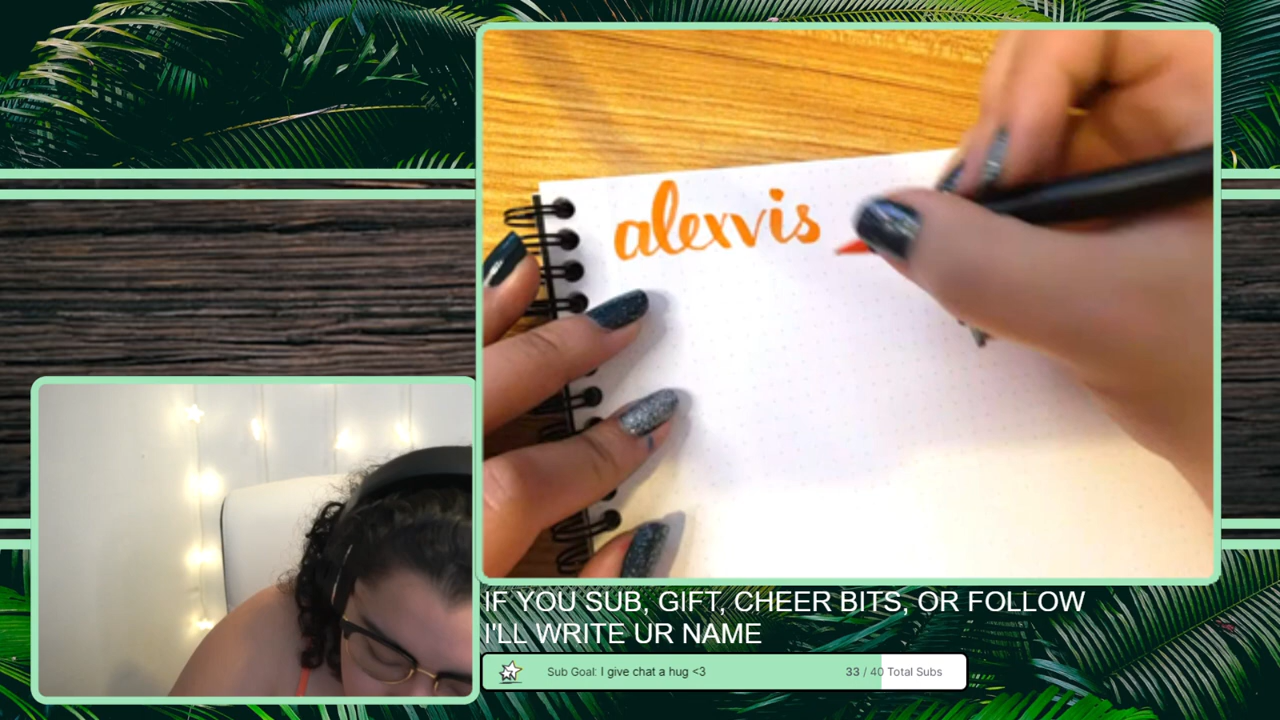 alexvis
IF YOU SUB, GIFT, CHEER BITS, OR FOLLOW
I'LL WRITE UR NAME
Sub Goal: I give chat a hug <3 33 / 40 Total Subs